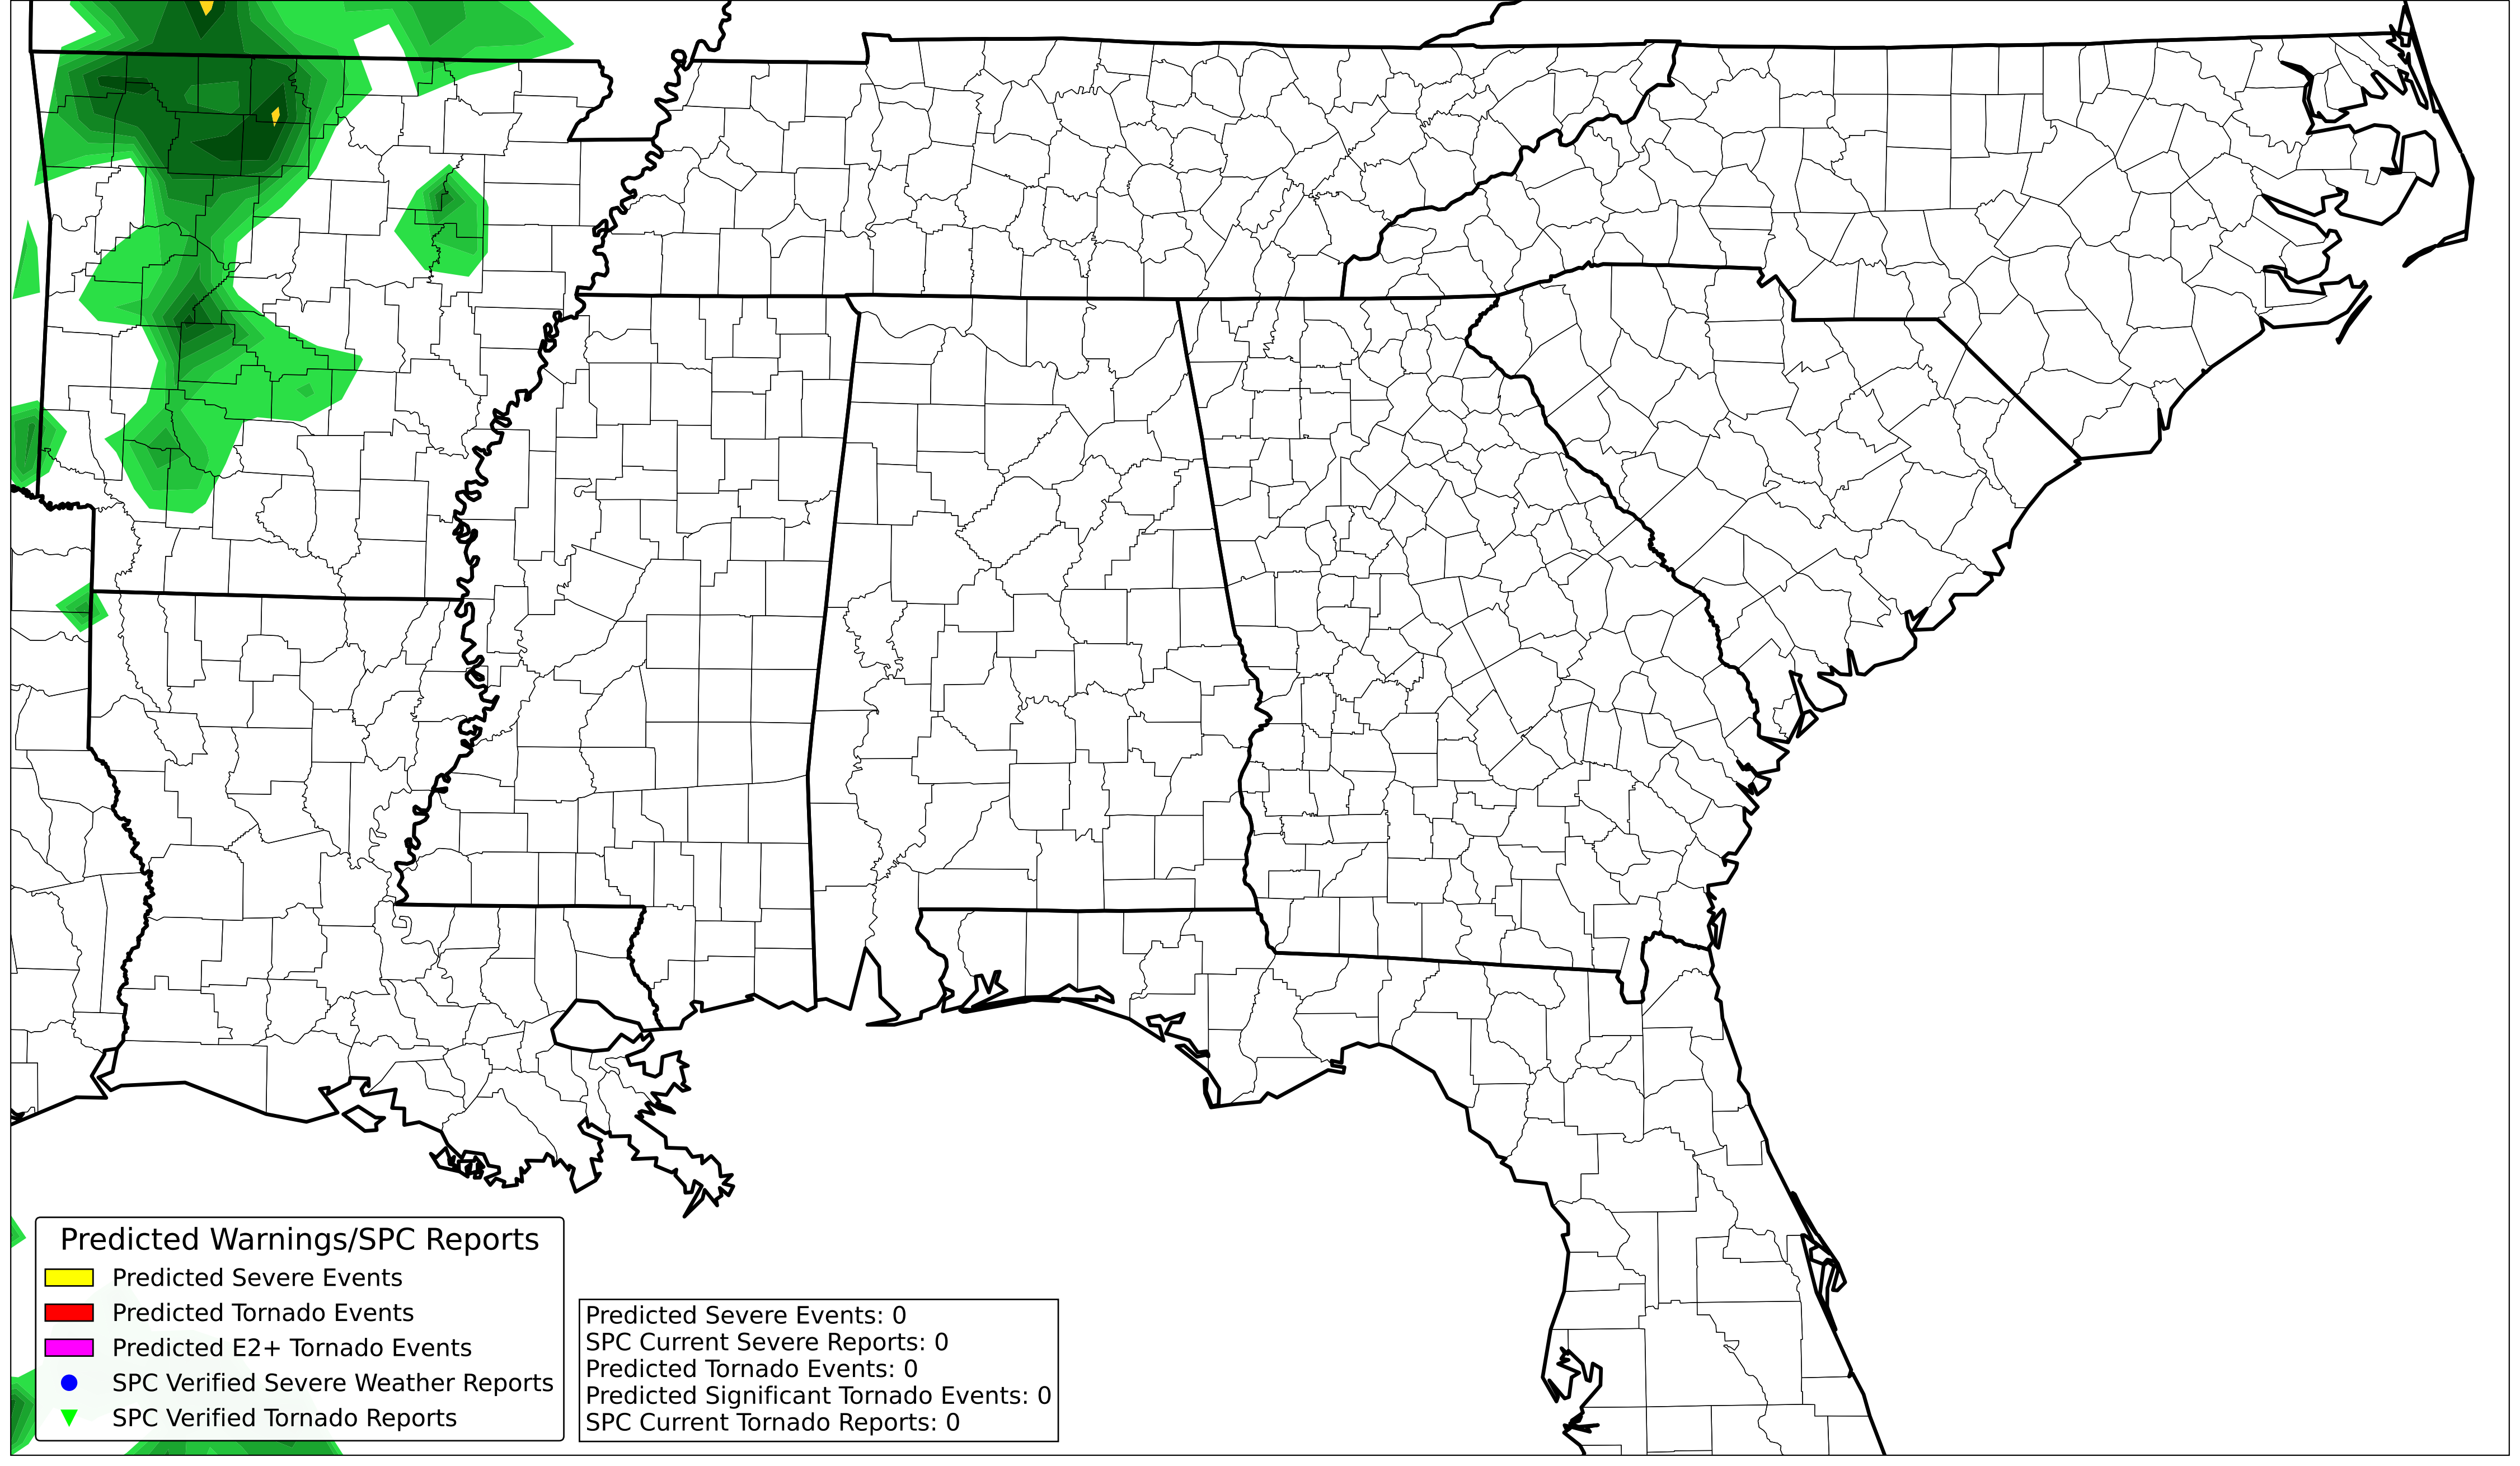 Predicted Warnings/SPC Reports
Predicted Severe Events
Predicted Tornado Events
Predicted E2+ Tornado Events
SPC Verified Severe Weather Reports
SPC Verified Tornado Reports
Predicted Severe Events: 0
SPC Current Severe Reports: 0
Predicted Tornado Events: 0
Predicted Significant Tornado Events: 0
SPC Current Tornado Reports: 0